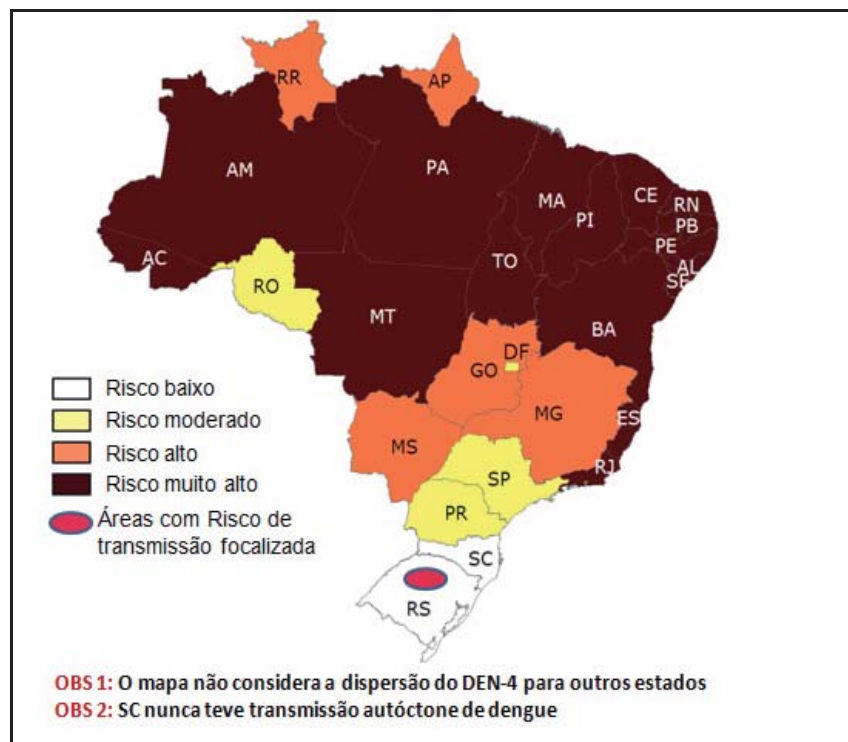 RR
AP
AM
PA
MA
CE
RN
PI
PB
PE
AC
TO
AL
SE
RO
MT
BA
DF
GO
Risco baixo
MG
ES
Risco moderado
Risco alto
MS
RJ
SP
Risco muito alto
PR
Áreas com Risco de
transmissão focalizada
SC
RS
OBS 1: O mapa não considera a dispersão do DEN-4 para outros estados
OBS 2: SC nunca teve transmissão autóctone de dengue